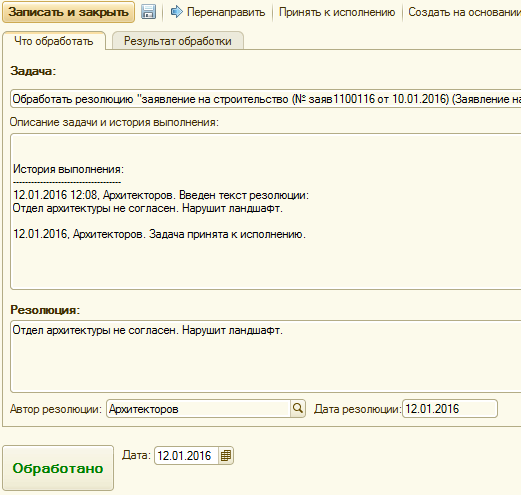 Записать и закрыть Перенаправить Принять к исполнению Создать на основании
Что обработать Результат обработки
Задача:
Обработать резолюцию "заявление на строительство (№ заяв1100116 от 10.01.2016) (Заявление на
Описание задачи и история выполнения:
История выполнения:
------------------------------------
12.01.2016 12:08, Архитекторов. Введен текст резолюции:
Отдел архитектуры не согласен. Нарушит ландшафт.
12.01.2016, Архитекторов. Задача принята к исполнению.
Резолюция:
Отдел архитектуры не согласен. Нарушит ландшафт.
Автор резолюции: Архитекторов Дата резолюции: 12.01.2016
Обработано Дата: 12.01.2016